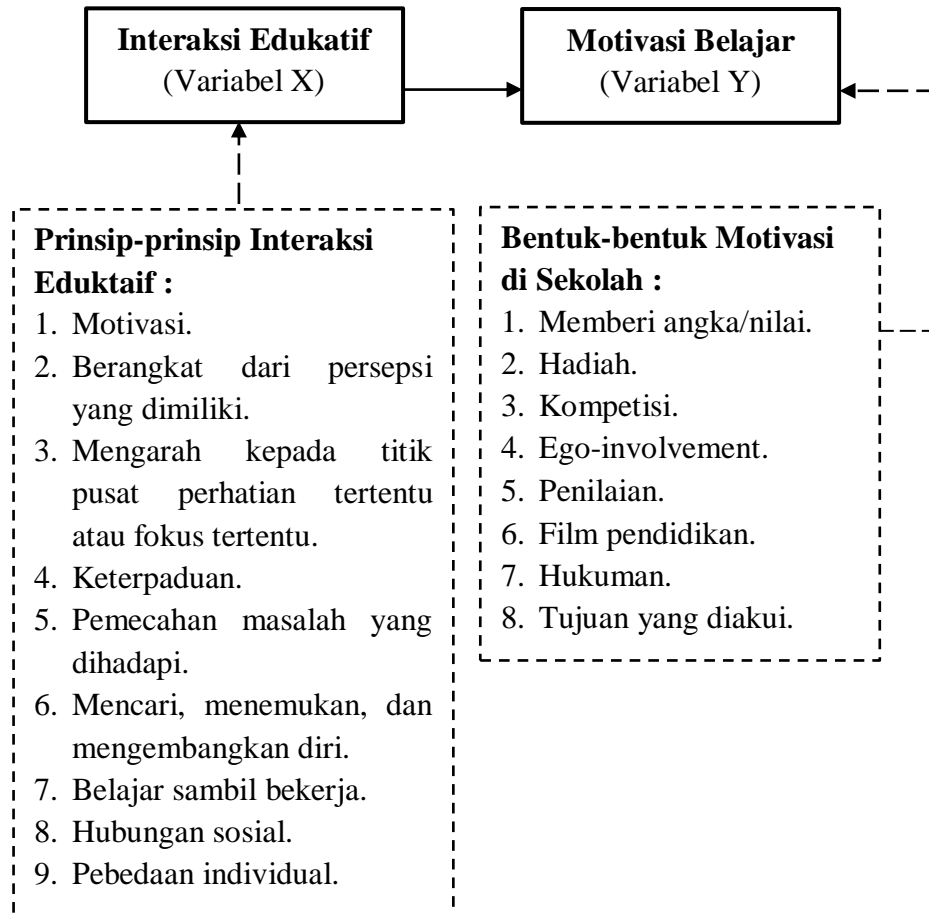 Interaksi Edukatif
(Variabel X)
Motivasi Belajar
(Variabel Y)
Prinsip-prinsip Interaksi
Eduktaif :
1. Motivasi.
2. Berangkat dari persepsi
yang dimiliki.
3. Mengarah kepada titik
pusat perhatian tertentu
atau fokus tertentu.
4. Keterpaduan.
5. Pemecahan masalah yang
dihadapi.
6. Mencari, menemukan, dan
mengembangkan diri.
7. Belajar sambil bekerja.
8. Hubungan sosial.
9. Pebedaan individual.
Bentuk-bentuk Motivasi
di Sekolah :
1. Memberi angka/nilai.
2. Hadiah.
3. Kompetisi.
4. Ego-involvement.
5. Penilaian.
6. Film pendidikan.
7. Hukuman.
8. Tujuan yang diakui.